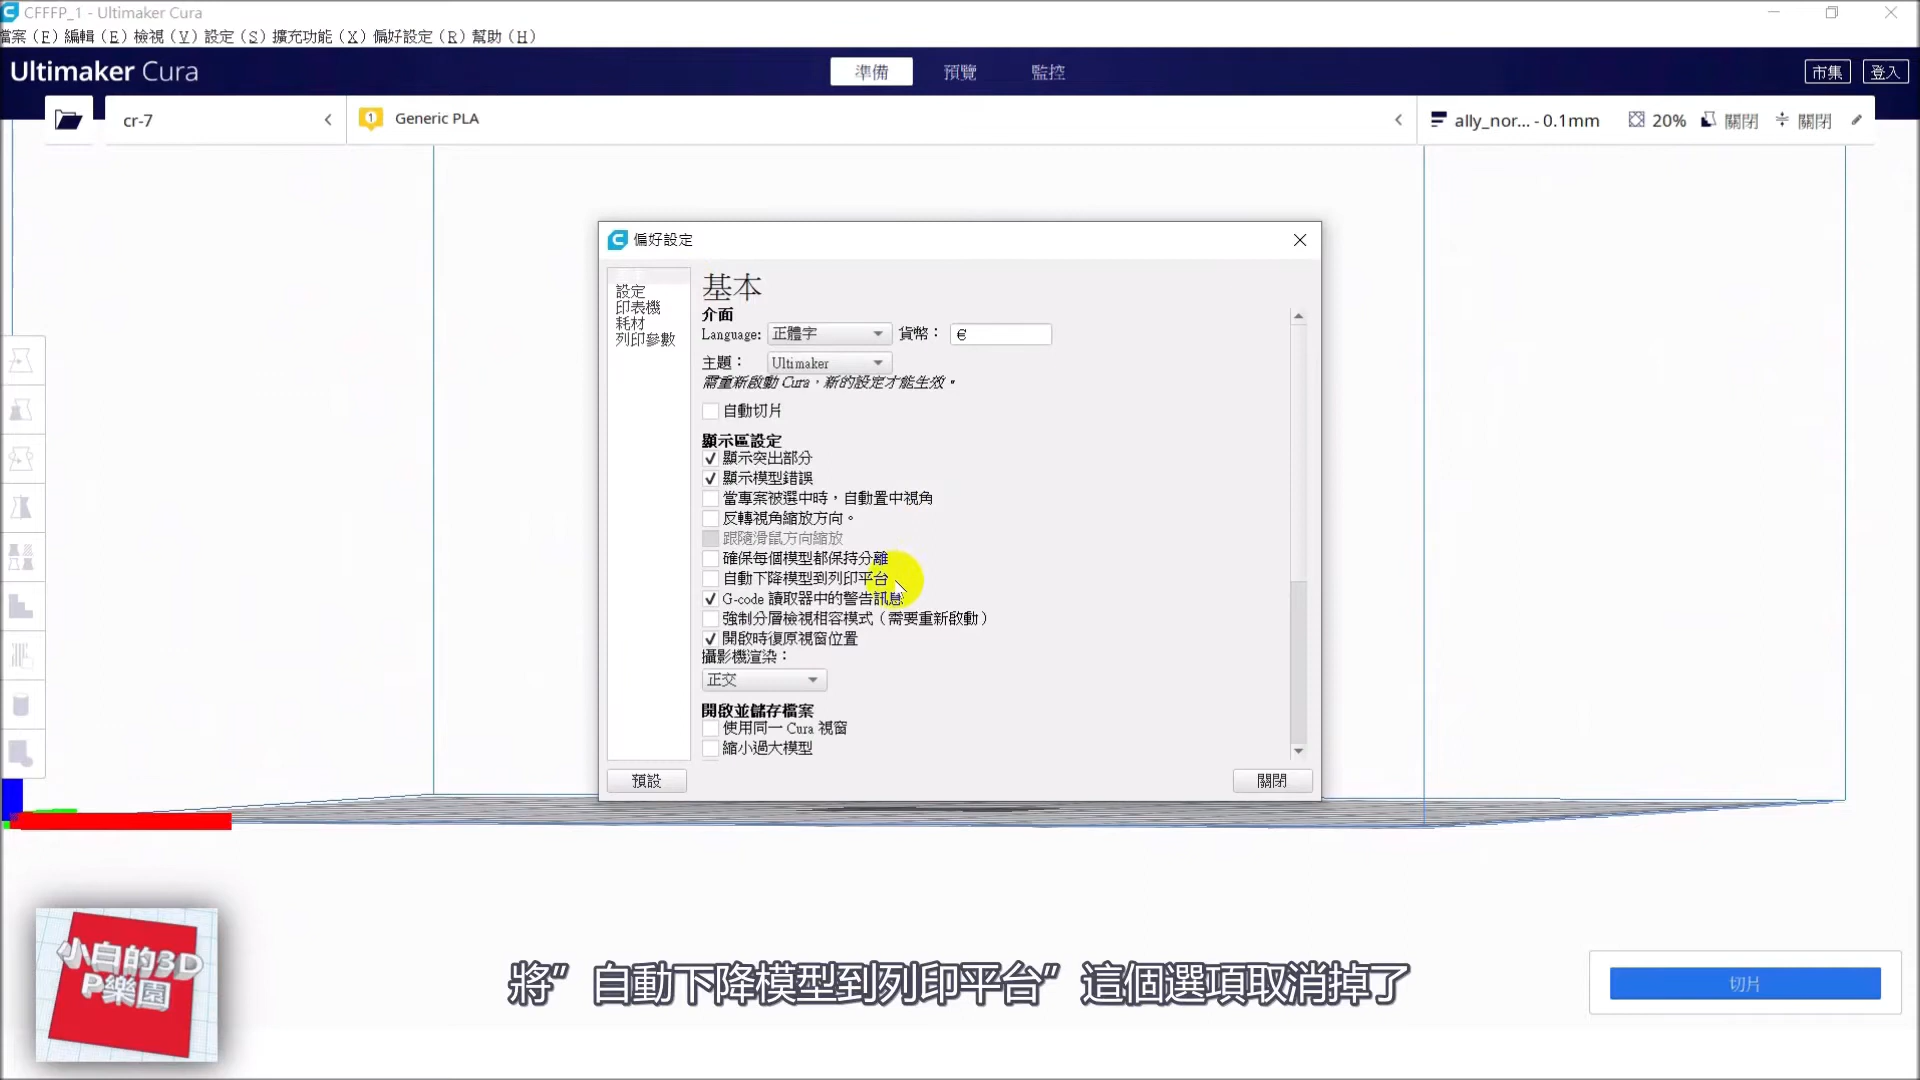 CFFFP_1 - Ultimaker Cura
檔案 (F) 編輯 (E) 檢視 (V) 設定 (S) 擴充功能 (X) 偏好設定 (R) 幫助 (H)
Ultimaker Cura
準備
預覽
監控
市集
登入
cr-7
1
Generic PLA
ally_nor... - 0.1mm
20%
關閉
關閉
偏好設定
設定
印表機
耗材
列印參數
基本
介面
Language: 正體字 貨幣： €
主題： Ultimaker
需重新啟動 Cura，新的設定才能生效。
自動切片
顯示區設定
顯示突出部分
顯示模型錯誤
當專案被選中時，自動置中視角
反轉視角縮放方向。
跟隨滑鼠方向縮放
確保每個模型都保持分離
自動下降模型到列印平台
G-code 讀取器中的警告訊息
強制分層檢視相容模式（需要重新啟動）
開啟時復原視窗位置
攝影機渲染：
正交
開啟並儲存檔案
使用同一 Cura 視窗
縮小過大模型
預設
關閉
小白的3D
P樂園
將”自動下降模型到列印平台”這個選項取消掉了
切片